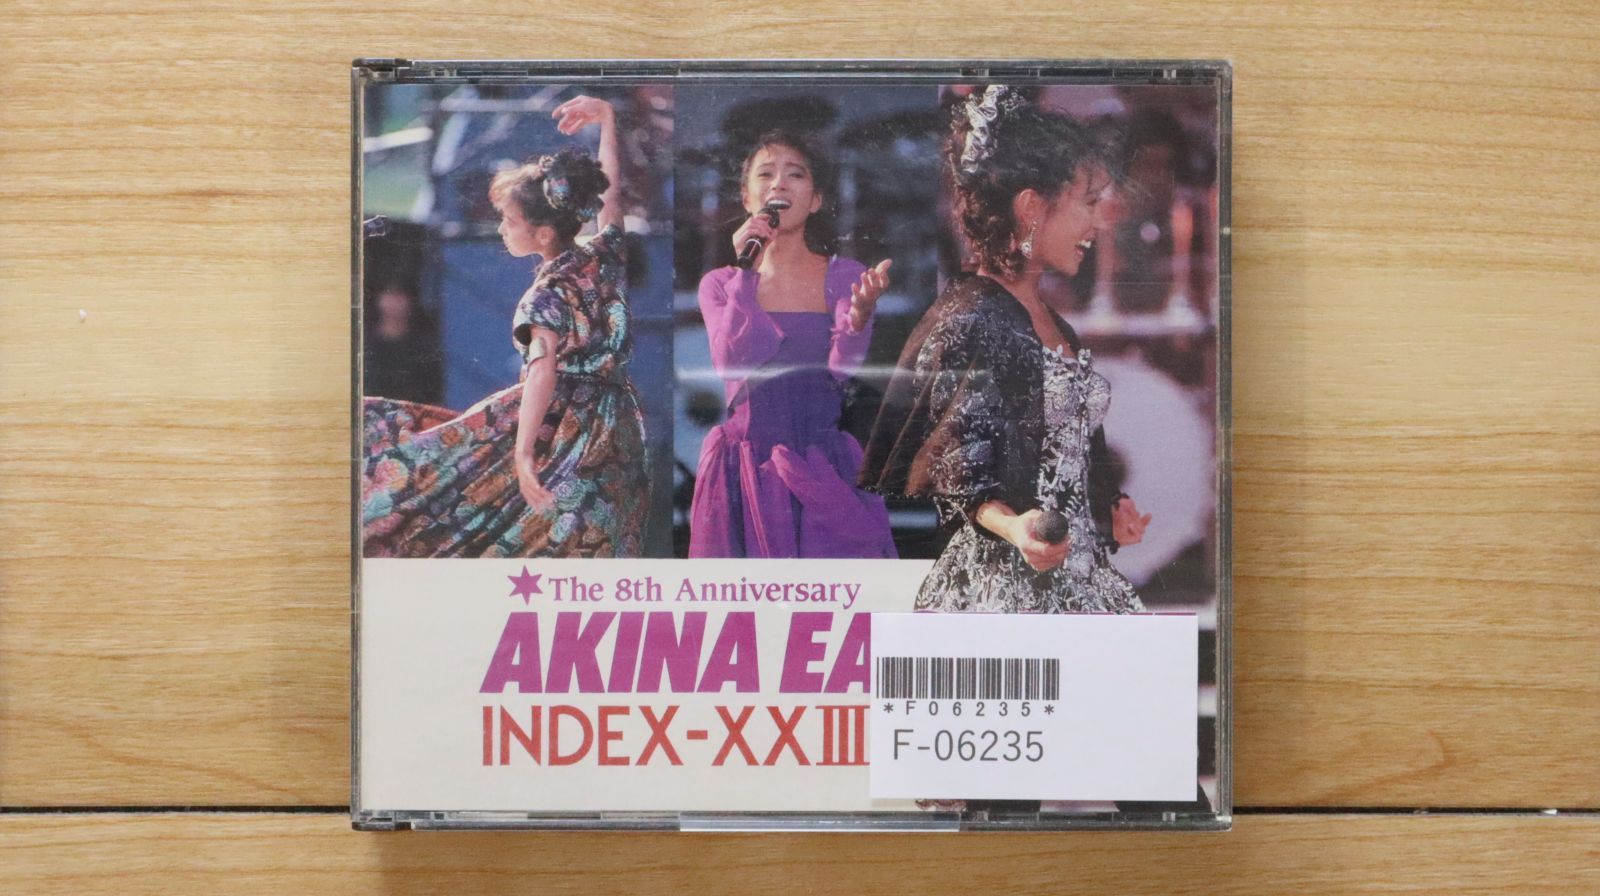 The 8th Anniversary
AKINA EA
INDEX-XXIII
*F06235*
F-06235